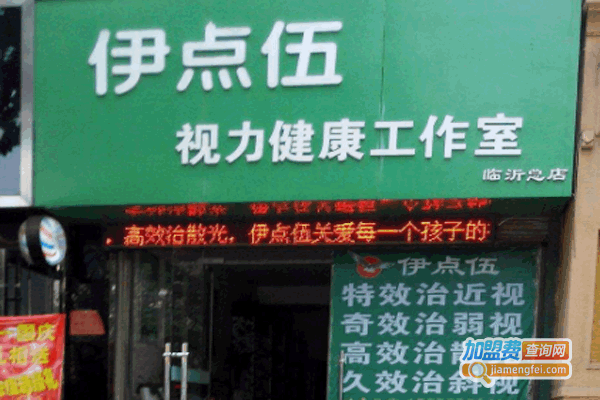 伊点伍
视力健康工作室
临沂总店
高效治散光，伊点伍关爱每一个孩子的
伊点伍
特效治近视
奇效治弱视
高效治散
久效治斜视
加盟费查询网
jiamengfei.com
庆